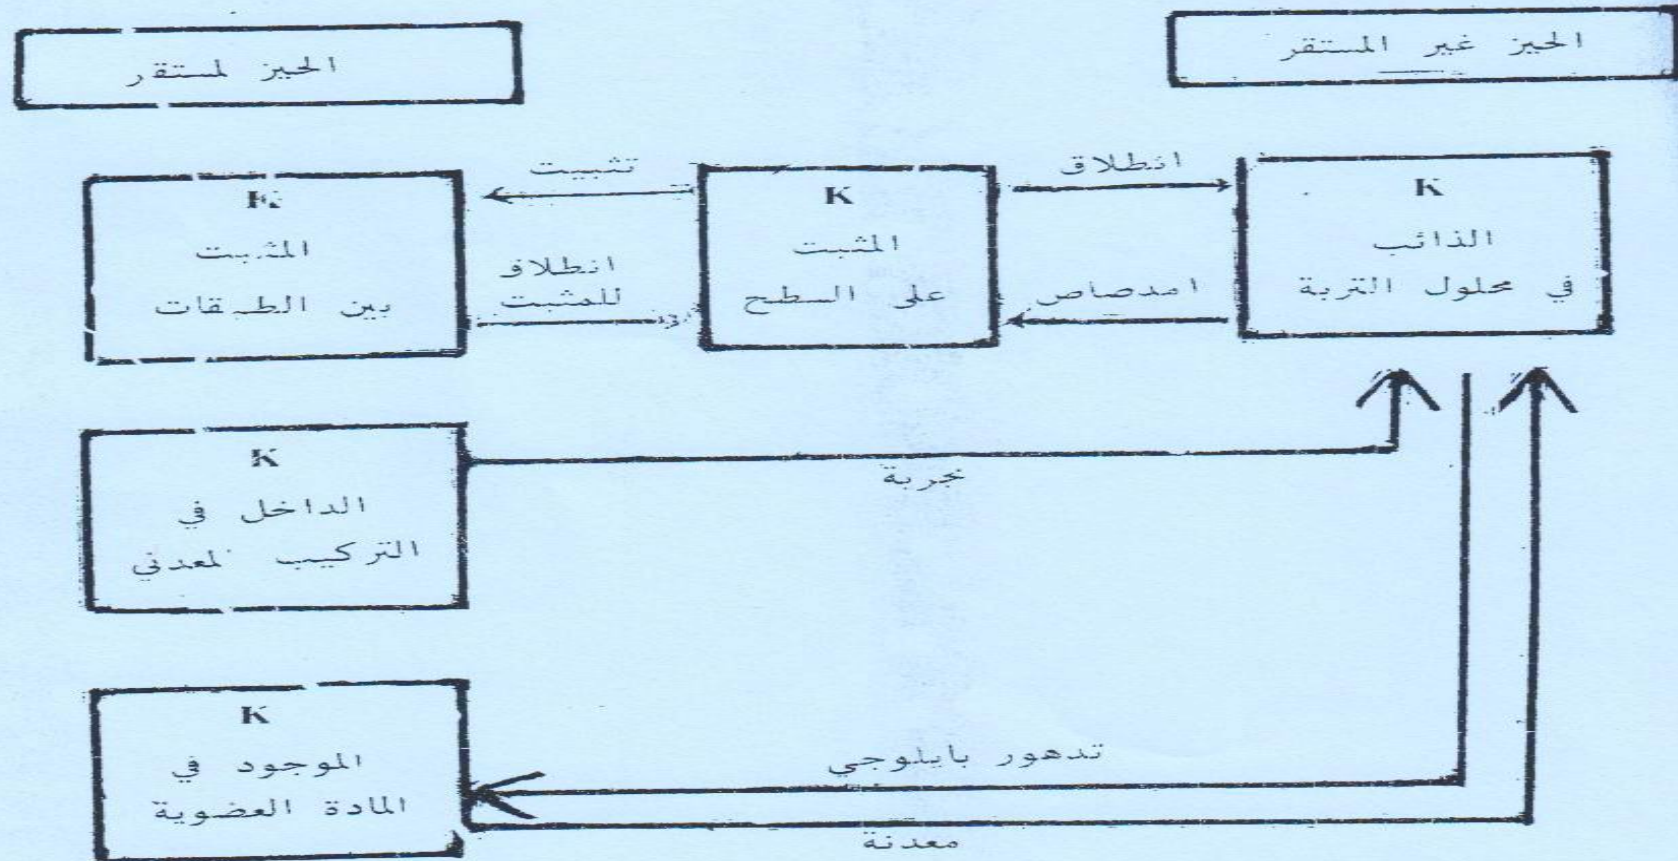 الحيز غير المستقر
الحيز لمستقر
K
الذائب
في محلول التربة
انطلاق
امدصاص
K
المثبت
على السطح
تثبيت
انطلاق
للمثبت
K
المثبت
بين الطبقات
K
الداخل في
التركيب لمعدني
تجربة
K
الموجود في
المادة العضوية
تدهور بايلوجي
معدنة